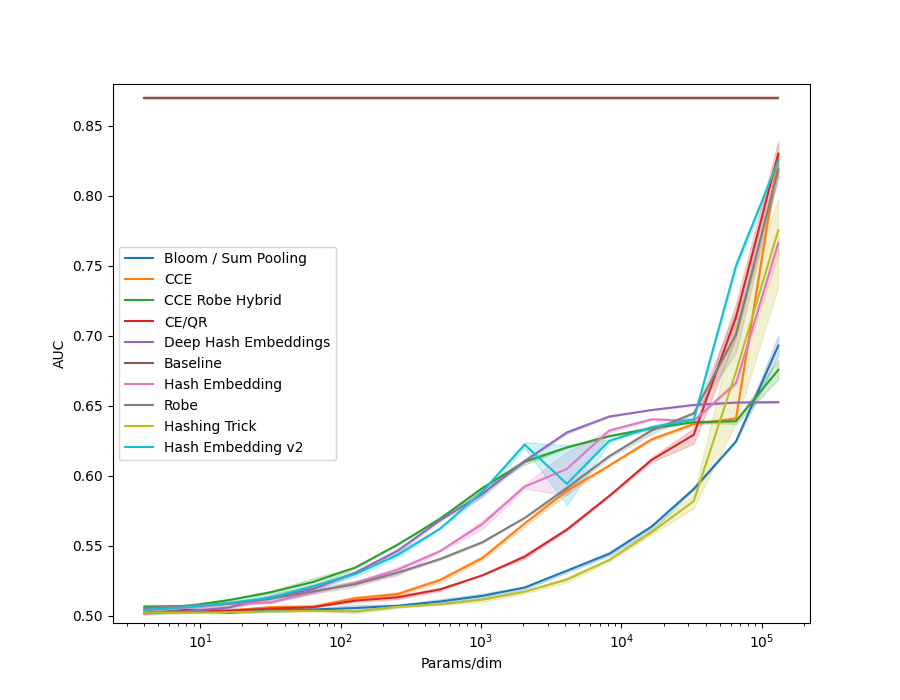 0.85
0.80
0.75
0.70
0.65
0.60
0.55
0.50
AUC
Bloom / Sum Pooling
CCE
CCE Robe Hybrid
CE/QR
Deep Hash Embeddings
Baseline
Hash Embedding
Robe
Hashing Trick
Hash Embedding v2
10¹ 10² 10³ 10⁴ 10⁵
Params/dim